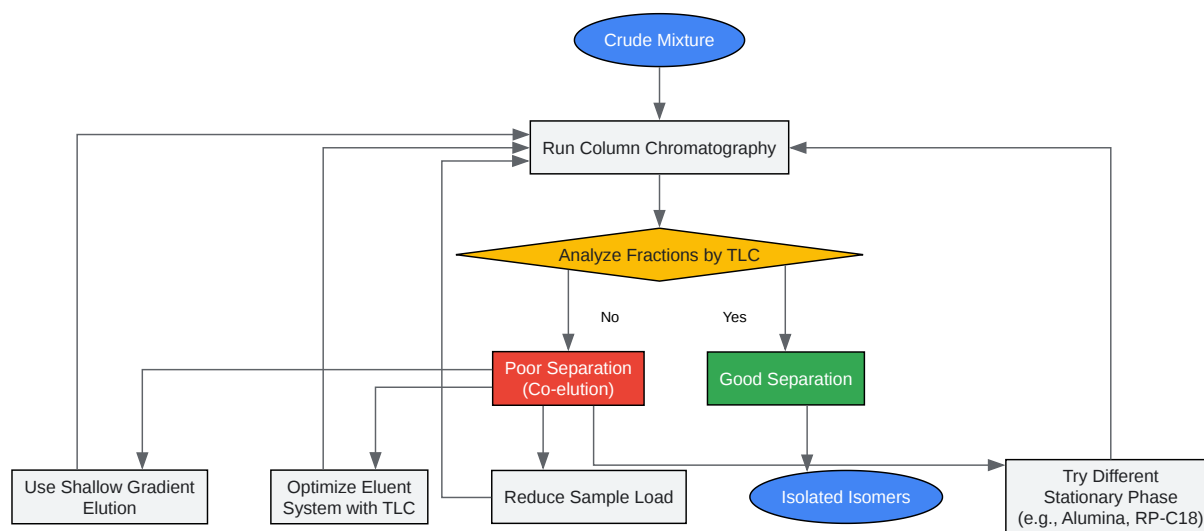 Crude Mixture
Run Column Chromatography
Analyze Fractions by TLC
No
Yes
Poor Separation
(Co-elution)
Good Separation
Use Shallow Gradient
Elution
Optimize Eluent
System with TLC
Reduce Sample Load
Isolated Isomers
Try Different
Stationary Phase
(e.g., Alumina, RP-C18)